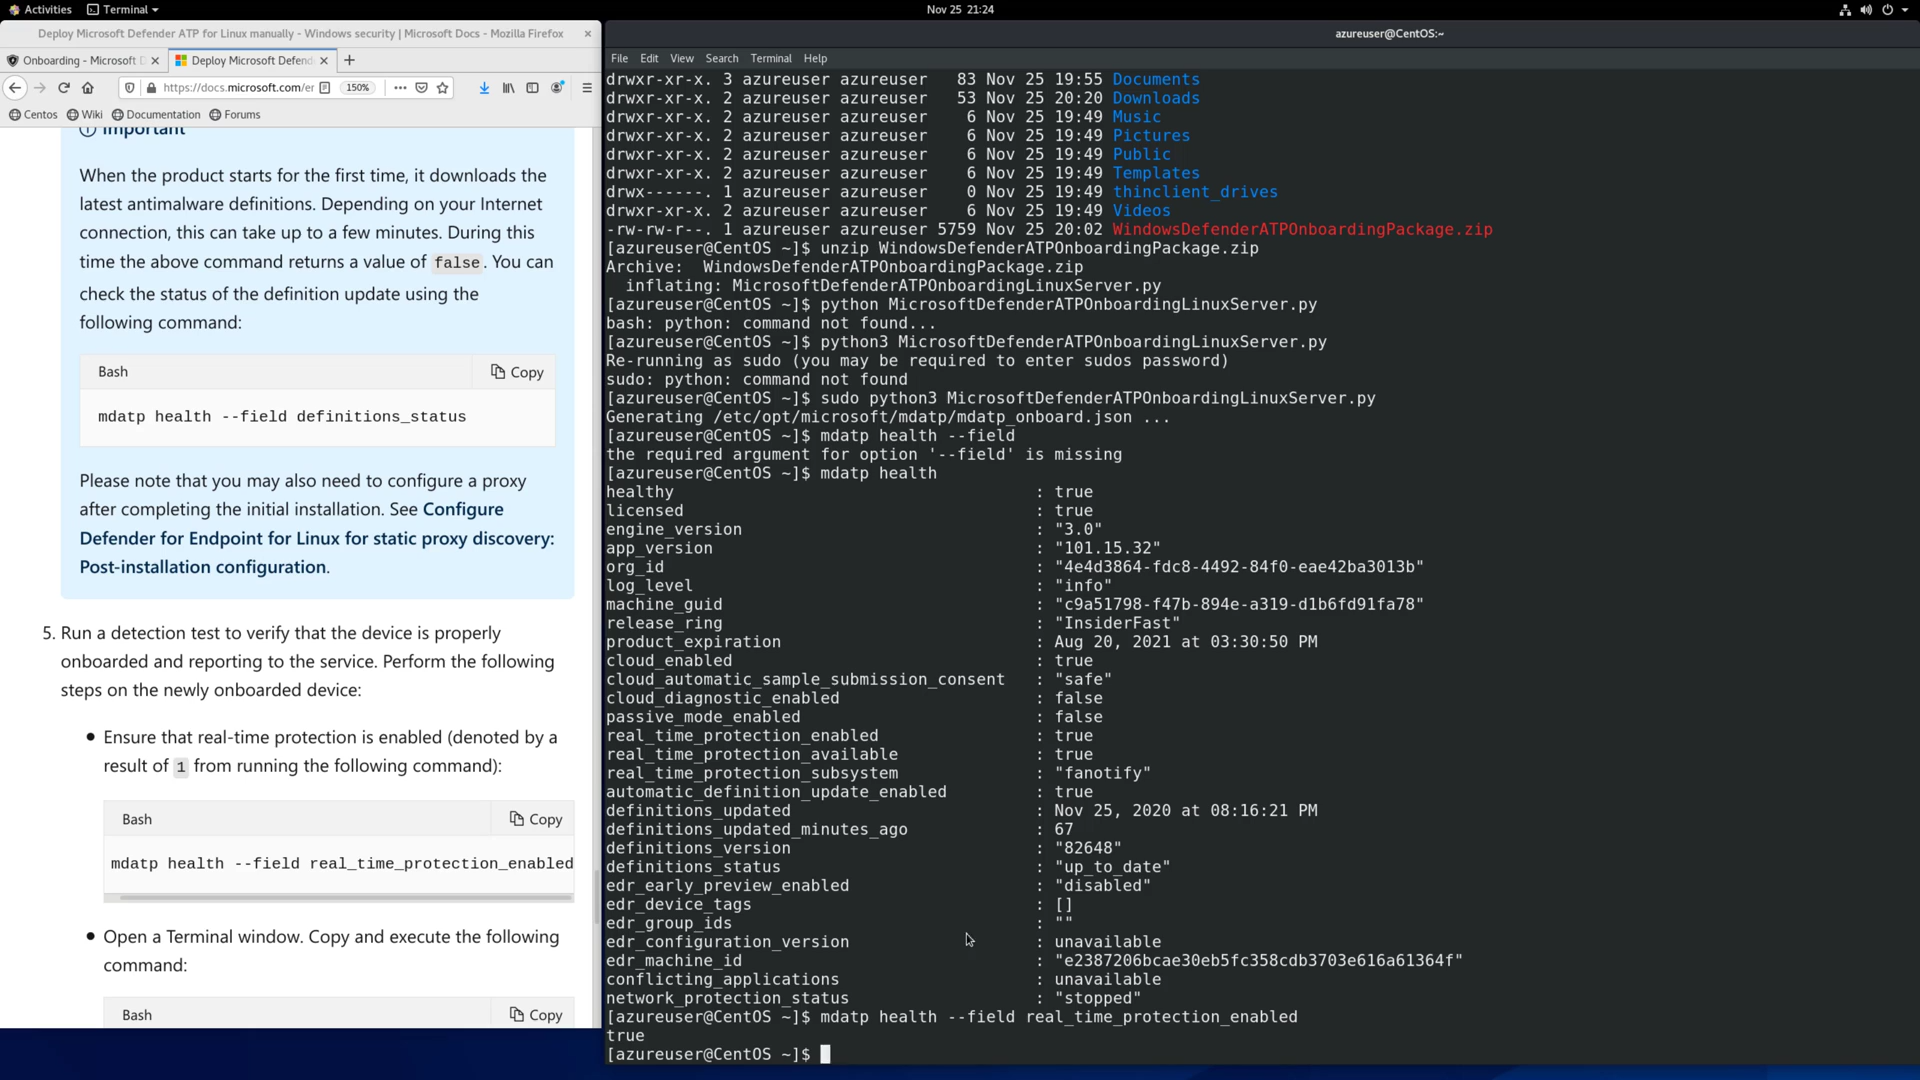 Activities
Terminal
Nov 25 21:24
Deploy Microsoft Defender ATP for Linux manually - Windows security | Microsoft Docs - Mozilla Firefox
Onboarding - Microsoft D
Deploy Microsoft Defend
https://docs.microsoft.com/er
150%
Centos
Wiki
Documentation
Forums
Important
When the product starts for the first time, it downloads the
latest antimalware definitions. Depending on your Internet
connection, this can take up to a few minutes. During this
time the above command returns a value of false. You can
check the status of the definition update using the
following command:
Bash
Copy
mdatp health --field definitions_status
Please note that you may also need to configure a proxy
after completing the initial installation. See Configure
Defender for Endpoint for Linux for static proxy discovery:
Post-installation configuration.
5. Run a detection test to verify that the device is properly
onboarded and reporting to the service. Perform the following
steps on the newly onboarded device:
Ensure that real-time protection is enabled (denoted by a
result of 1 from running the following command):
Bash
Copy
mdatp health --field real_time_protection_enabled
Open a Terminal window. Copy and execute the following
command:
Bash
Copy
azureuser@CentOS:~
File Edit View Search Terminal Help
drwxr-xr-x. 3 azureuser azureuser   83 Nov 25 19:55 Documents
drwxr-xr-x. 2 azureuser azureuser   53 Nov 25 20:20 Downloads
drwxr-xr-x. 2 azureuser azureuser    6 Nov 25 19:49 Music
drwxr-xr-x. 2 azureuser azureuser    6 Nov 25 19:49 Pictures
drwxr-xr-x. 2 azureuser azureuser    6 Nov 25 19:49 Public
drwxr-xr-x. 2 azureuser azureuser    6 Nov 25 19:49 Templates
drwx------. 1 azureuser azureuser    0 Nov 25 19:49 thinclient_drives
drwxr-xr-x. 2 azureuser azureuser    6 Nov 25 19:49 Videos
-rw-rw-r--. 1 azureuser azureuser 5759 Nov 25 20:02 WindowsDefenderATPOnboardingPackage.zip
[azureuser@CentOS ~]$ unzip WindowsDefenderATPOnboardingPackage.zip
Archive:  WindowsDefenderATPOnboardingPackage.zip
  inflating: MicrosoftDefenderATPOnboardingLinuxServer.py
[azureuser@CentOS ~]$ python MicrosoftDefenderATPOnboardingLinuxServer.py
bash: python: command not found...
[azureuser@CentOS ~]$ python3 MicrosoftDefenderATPOnboardingLinuxServer.py
Re-running as sudo (you may be required to enter sudos password)
sudo: python: command not found
[azureuser@CentOS ~]$ sudo python3 MicrosoftDefenderATPOnboardingLinuxServer.py
Generating /etc/opt/microsoft/mdatp/mdatp_onboard.json ...
[azureuser@CentOS ~]$ mdatp health --field
the required argument for option '--field' is missing
[azureuser@CentOS ~]$ mdatp health
healthy                                     : true
licensed                                    : true
engine_version                              : "3.0"
app_version                                 : "101.15.32"
org_id                                      : "4e4d3864-fdc8-4492-84f0-eae42ba3013b"
log_level                                   : "info"
machine_guid                                : "c9a51798-f47b-894e-a319-d1b6fd91fa78"
release_ring                                : "InsiderFast"
product_expiration                          : Aug 20, 2021 at 03:30:50 PM
cloud_enabled                               : true
cloud_automatic_sample_submission_consent   : "safe"
cloud_diagnostic_enabled                    : false
passive_mode_enabled                        : false
real_time_protection_enabled                : true
real_time_protection_available              : true
real_time_protection_subsystem              : "fanotify"
automatic_definition_update_enabled         : true
definitions_updated                         : Nov 25, 2020 at 08:16:21 PM
definitions_updated_minutes_ago             : 67
definitions_version                         : "82648"
definitions_status                          : "up_to_date"
edr_early_preview_enabled                   : "disabled"
edr_device_tags                             : []
edr_group_ids                               : ""
edr_configuration_version                   : unavailable
edr_machine_id                              : "e2387206bcae30eb5fc358cdb3703e616a61364f"
conflicting_applications                    : unavailable
network_protection_status                   : "stopped"
[azureuser@CentOS ~]$ mdatp health --field real_time_protection_enabled
true
[azureuser@CentOS ~]$